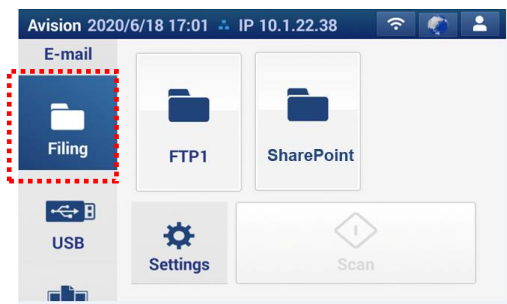 Avision 2020/6/18 17:01 IP 10.1.22.38
E-mail
Filing
FTP1
SharePoint
USB
Settings
Scan